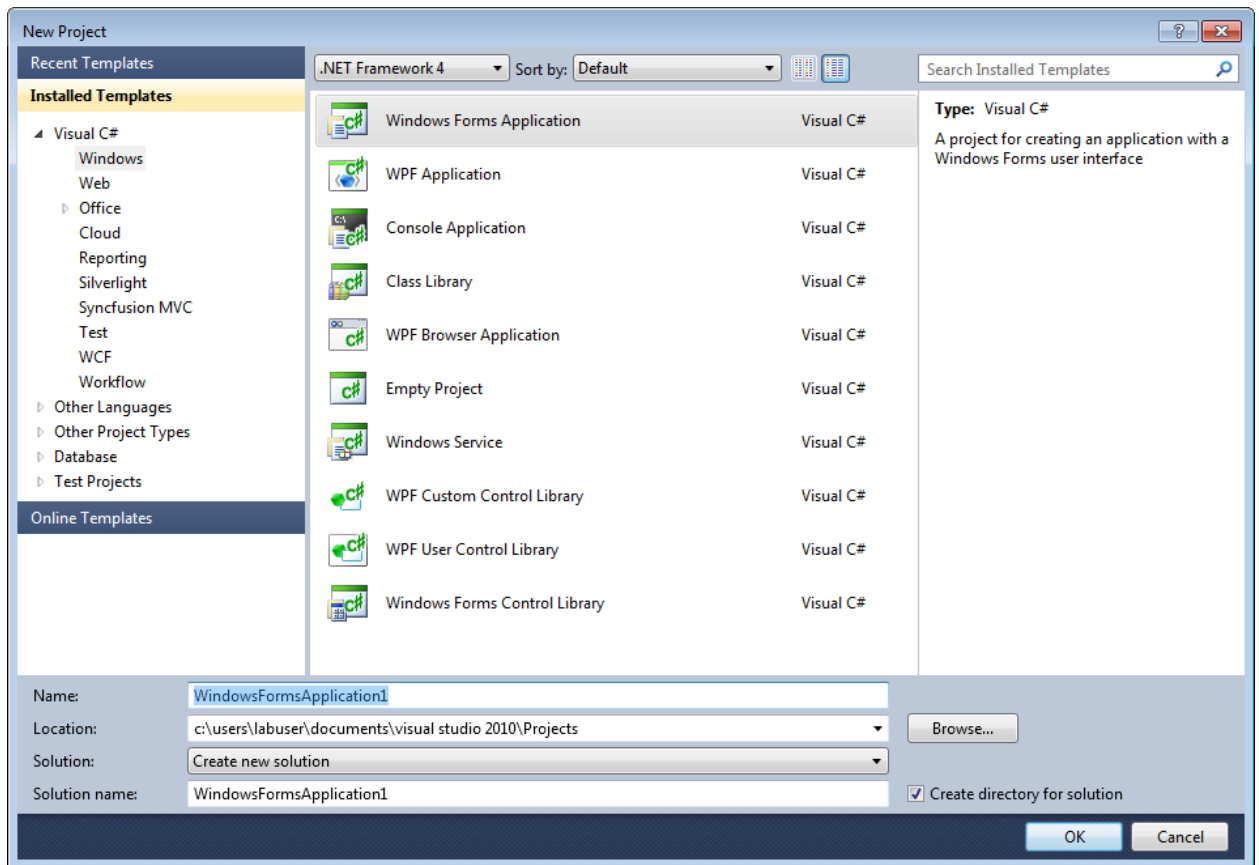 New Project
Recent Templates
.NET Framework 4
Sort by:
Default
Search Installed Templates
Installed Templates
Visual C#
Windows
Web
Office
Cloud
Reporting
Silverlight
Syncfusion MVC
Test
WCF
Workflow
Other Languages
Other Project Types
Database
Test Projects
Online Templates
Windows Forms Application Visual C#
WPF Application Visual C#
Console Application Visual C#
Class Library Visual C#
WPF Browser Application Visual C#
Empty Project Visual C#
Windows Service Visual C#
WPF Custom Control Library Visual C#
WPF User Control Library Visual C#
Windows Forms Control Library Visual C#
Type: Visual C#
A project for creating an application with a
Windows Forms user interface
Name: WindowsFormsApplication1
Location: c:\users\labuser\documents\visual studio 2010\Projects
Browse...
Solution: Create new solution
Solution name: WindowsFormsApplication1
Create directory for solution
OK
Cancel